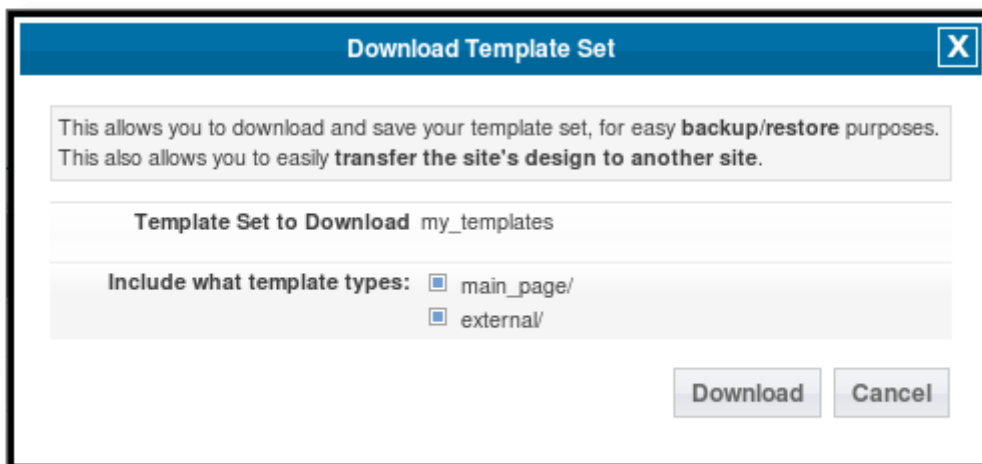 Download Template Set X
This allows you to download and save your template set, for easy backup/restore purposes.
This also allows you to easily transfer the site's design to another site.
Template Set to Download my_templates
Include what template types: main_page/
external/
Download Cancel